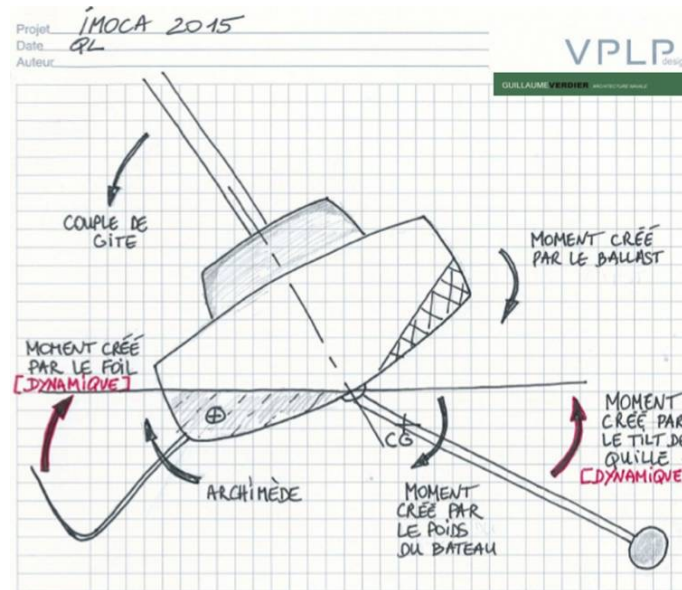 Projet IMOCA 2015
Date QL
Auteur
VPLP
design
GUILLAUME VERDIER ARCHITECTURE NAVALE
COUPLE DE
GITE
MOMENT CRÉÉ
PAR LE BALLAST
MOMENT CRÉÉ
PAR LE FOIL
[DYNAMIQUE]
CG
ARCHIMÈDE
MOMENT
CRÉÉ PAR
LE POIDS
DU BATEAU
MOMENT
CRÉÉ PAR
LE TILT DE
QUILLE
[DYNAMIQUE